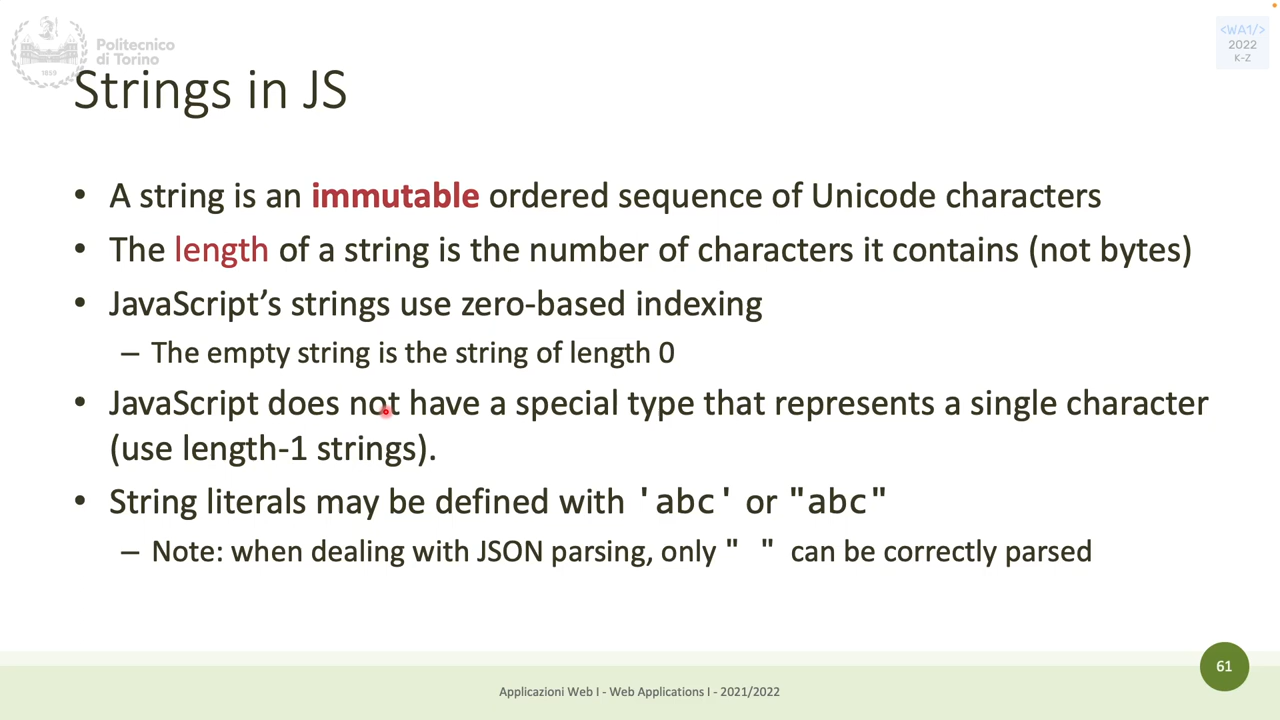 Politecnico
di Torino
1859
<WA1/>
2022
K-Z
Strings in JS
• A string is an immutable ordered sequence of Unicode characters
• The length of a string is the number of characters it contains (not bytes)
• JavaScript’s strings use zero-based indexing
– The empty string is the string of length 0
• JavaScript does not have a special type that represents a single character
(use length-1 strings).
• String literals may be defined with 'abc' or "abc"
– Note: when dealing with JSON parsing, only " " can be correctly parsed
61
Applicazioni Web I - Web Applications I - 2021/2022